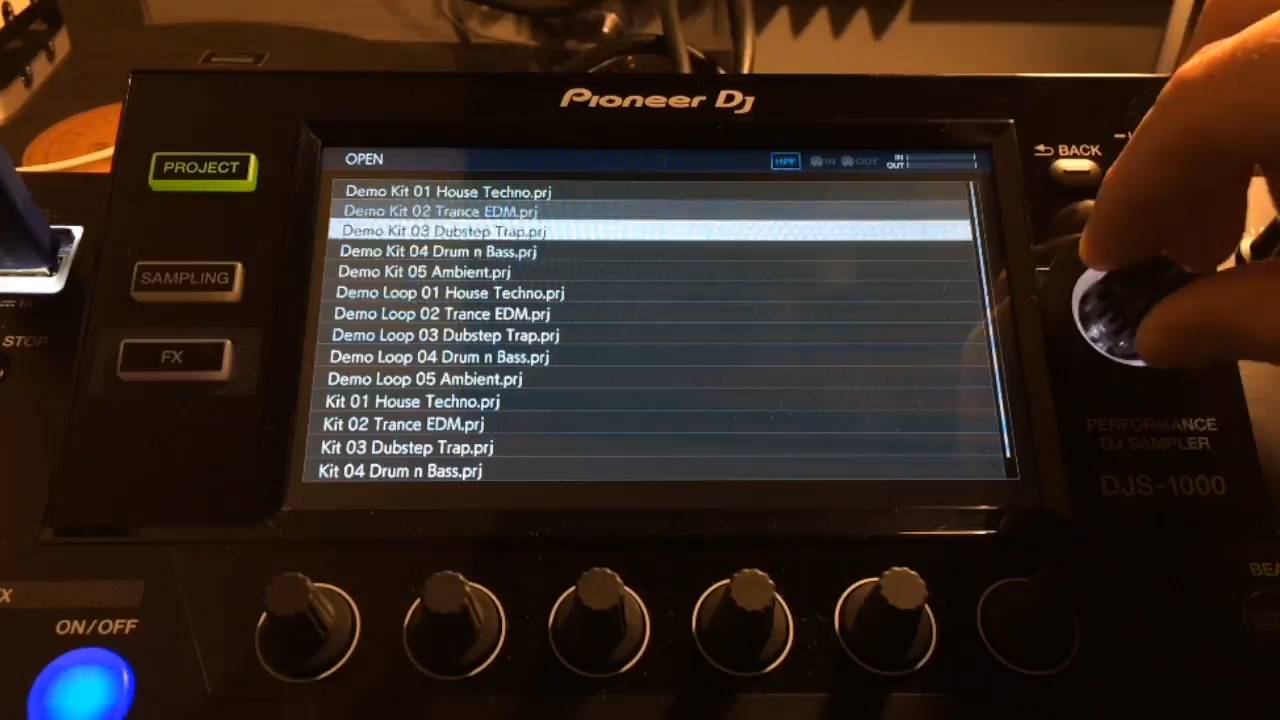 Pioneer Dj
PROJECT
OPEN
HPF
IN
OUT
IN
OUT
BACK
Demo Kit 01 House Techno.prj
Demo Kit 02 Trance EDM.prj
Demo Kit 03 Dubstep Trap.prj
Demo Kit 04 Drum n Bass.prj
Demo Kit 05 Ambient.prj
Demo Loop 01 House Techno.prj
Demo Loop 02 Trance EDM.prj
Demo Loop 03 Dubstep Trap.prj
Demo Loop 04 Drum n Bass.prj
Demo Loop 05 Ambient.prj
Kit 01 House Techno.prj
Kit 02 Trance EDM.prj
Kit 03 Dubstep Trap.prj
Kit 04 Drum n Bass.prj
SAMPLING
STOP
FX
PERFORMANCE
DJ SAMPLER
DJS-1000
ON/OFF